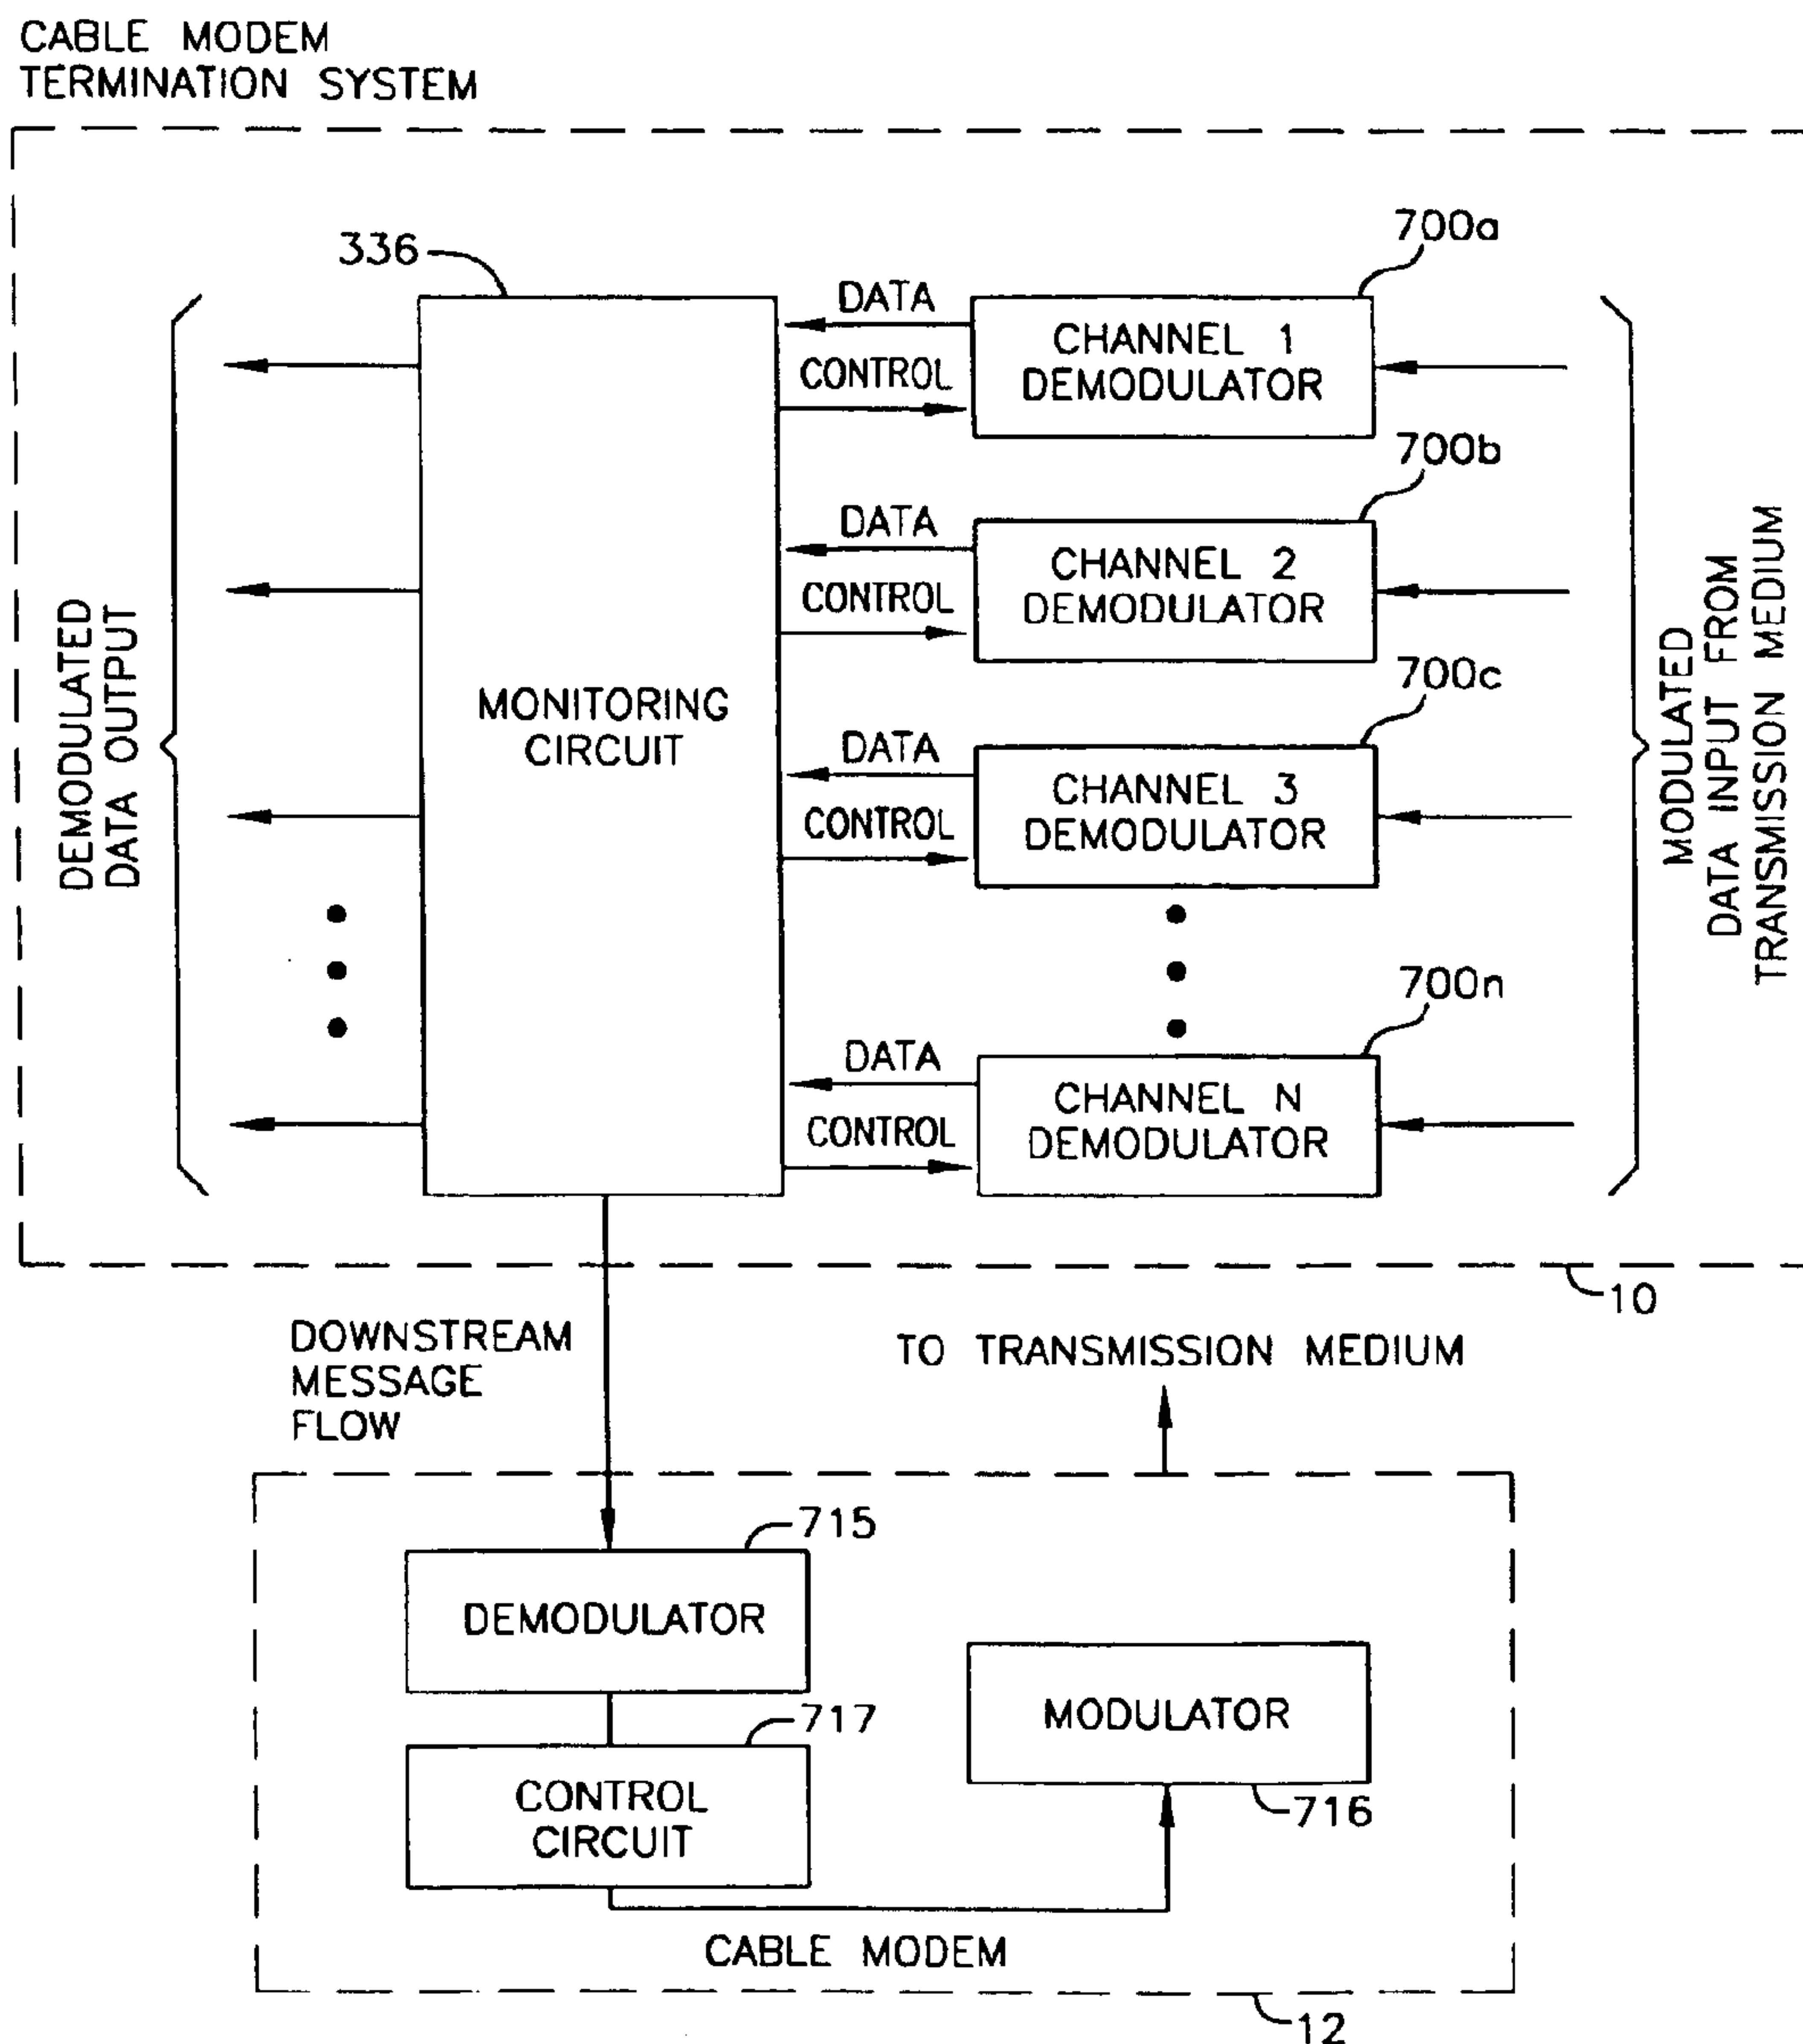 CABLE MODEM
TERMINATION SYSTEM
336
700a
DATA
CONTROL
CHANNEL 1
DEMODULATOR
700b
DATA
CONTROL
CHANNEL 2
DEMODULATOR
700c
DATA
CONTROL
CHANNEL 3
DEMODULATOR
700n
DATA
CONTROL
CHANNEL N
DEMODULATOR
MONITORING
CIRCUIT
DEMODULATED
DATA OUTPUT
MODULATED
DATA INPUT FROM
TRANSMISSION MEDIUM
10
DOWNSTREAM
MESSAGE
FLOW
TO TRANSMISSION MEDIUM
715
DEMODULATOR
717
CONTROL
CIRCUIT
MODULATOR
716
CABLE MODEM
12